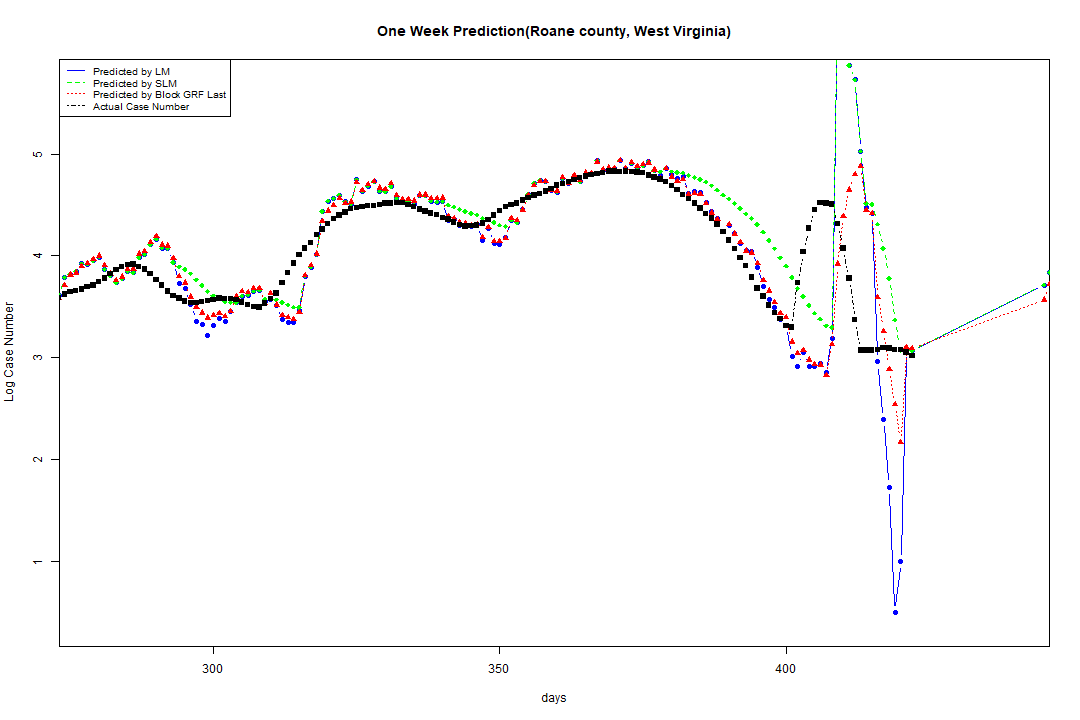 One Week Prediction(Roane county, West Virginia)
Predicted by LM
Predicted by SLM
Predicted by Block GRF Last
Actual Case Number
5
4
3
2
1
Log Case Number
300 350 400
days